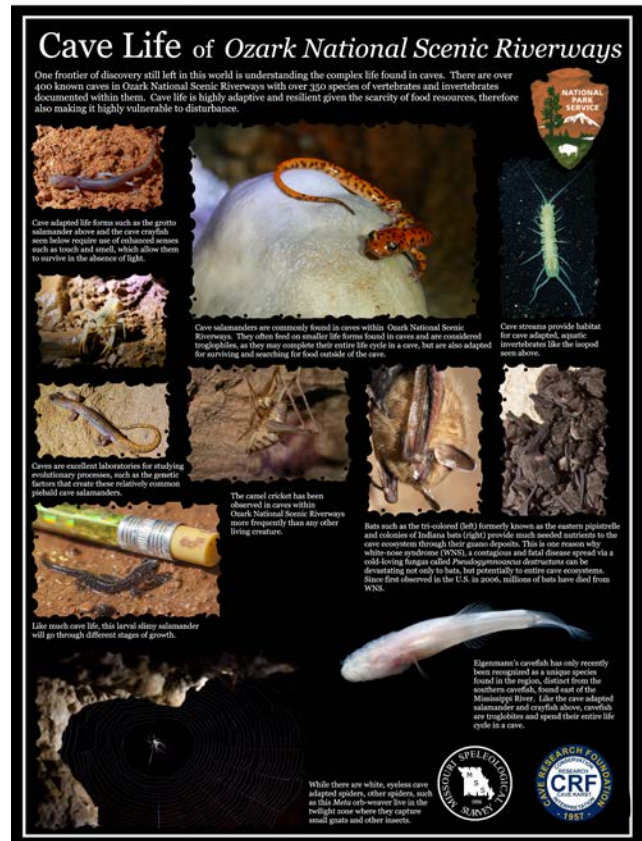 Cave Life of Ozark National Scenic Riverways
One frontier of discovery still left in this world is understanding the complex life found in caves. There are over
400 known caves in Ozark National Scenic Riverways with over 350 species of vertebrates and invertebrates
documented within them. Cave life is highly adaptive and resilient given the scarcity of food resources, therefore
also making it highly vulnerable to disturbance.
NATIONAL
PARK
SERVICE
Cave adapted life forms such as the grotto
salamander above and the cave crayfish
seen below require use of enhanced senses
such as touch and smell, which allow them
to survive in the absence of light.
Cave salamanders are commonly found in caves within Ozark National Scenic
Riverways. They often feed on smaller life forms found in caves and are considered
troglophiles, as they may complete their entire life cycle in a cave, but are also adapted
for surviving and searching for food outside of the cave.
Cave streams provide habitat
for cave adapted, aquatic
invertebrates like the isopod
seen above.
Caves are excellent laboratories for studying
evolutionary processes, such as the genetic
factors that create these relatively common
piebald cave salamanders.
The camel cricket has been
observed in caves within
Ozark National Scenic Riverways
more frequently than any other
living creature.
Bats such as the tri-colored (left) formerly known as the eastern pipistrelle
and colonies of Indiana bats (right) provide much needed nutrients to the
cave ecosystem through their guano deposits. This is one reason why
white-nose syndrome (WNS), a contagious and fatal disease spread via a
cold-loving fungus called Pseudogymnoascus destructans can be
devastating not only to bats, but potentially to entire cave ecosystems.
Since first observed in the U.S. in 2006, millions of bats have died from
WNS.
Like much cave life, this larval slimy salamander
will go through different stages of growth.
Eigenmann's cavefish has only recently
been recognized as a unique species
found in the region, distinct from the
southern cavefish, found east of the
Mississippi River. Like the cave adapted
salamander and crayfish above, cavefish
are troglobites and spend their entire life
cycle in a cave.
While there are white, eyeless cave
adapted spiders, other spiders, such
as this Meta orb-weaver live in the
twilight zone where they capture
small gnats and other insects.
MISSOURI SPELEOLOGICAL
SURVEY
M
S S
1956
CAVE RESEARCH FOUNDATION
CONSERVATION
RESEARCH
CRF
CAVE KARST
INTERPRETATION
• 1957 •